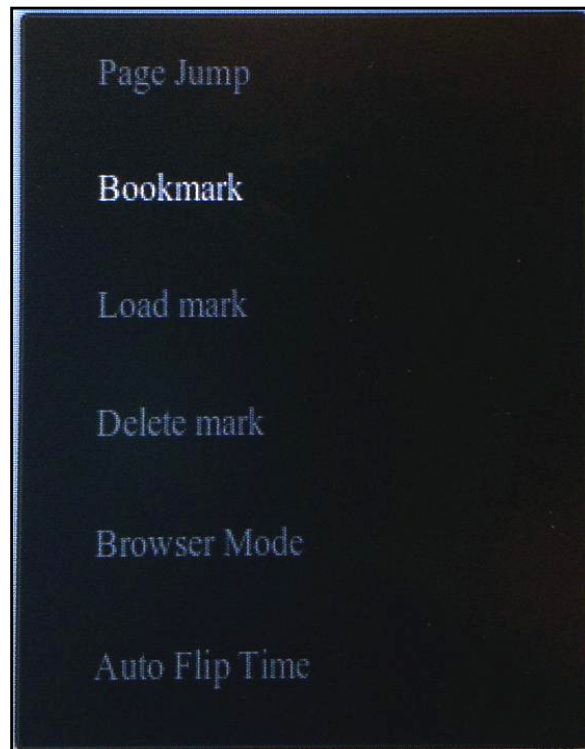 Page Jump
Bookmark
Load mark
Delete mark
Browser Mode
Auto Flip Time